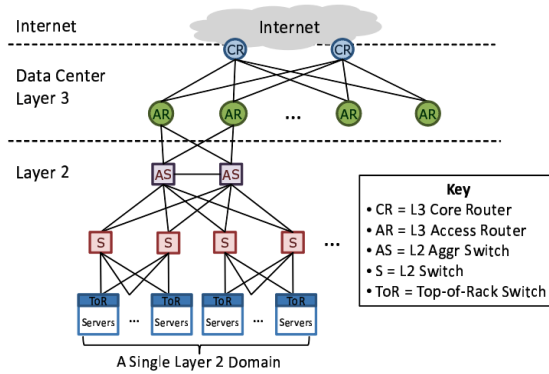 Internet
Internet
CR CR
Data Center
Layer 3
AR AR ... AR AR
Layer 2
AS AS
Key
• CR = L3 Core Router
• AR = L3 Access Router
• AS = L2 Aggr Switch
• S = L2 Switch
• ToR = Top-of-Rack Switch
S S S S ...
ToR ToR ToR ToR
Servers ... Servers Servers ... Servers
A Single Layer 2 Domain